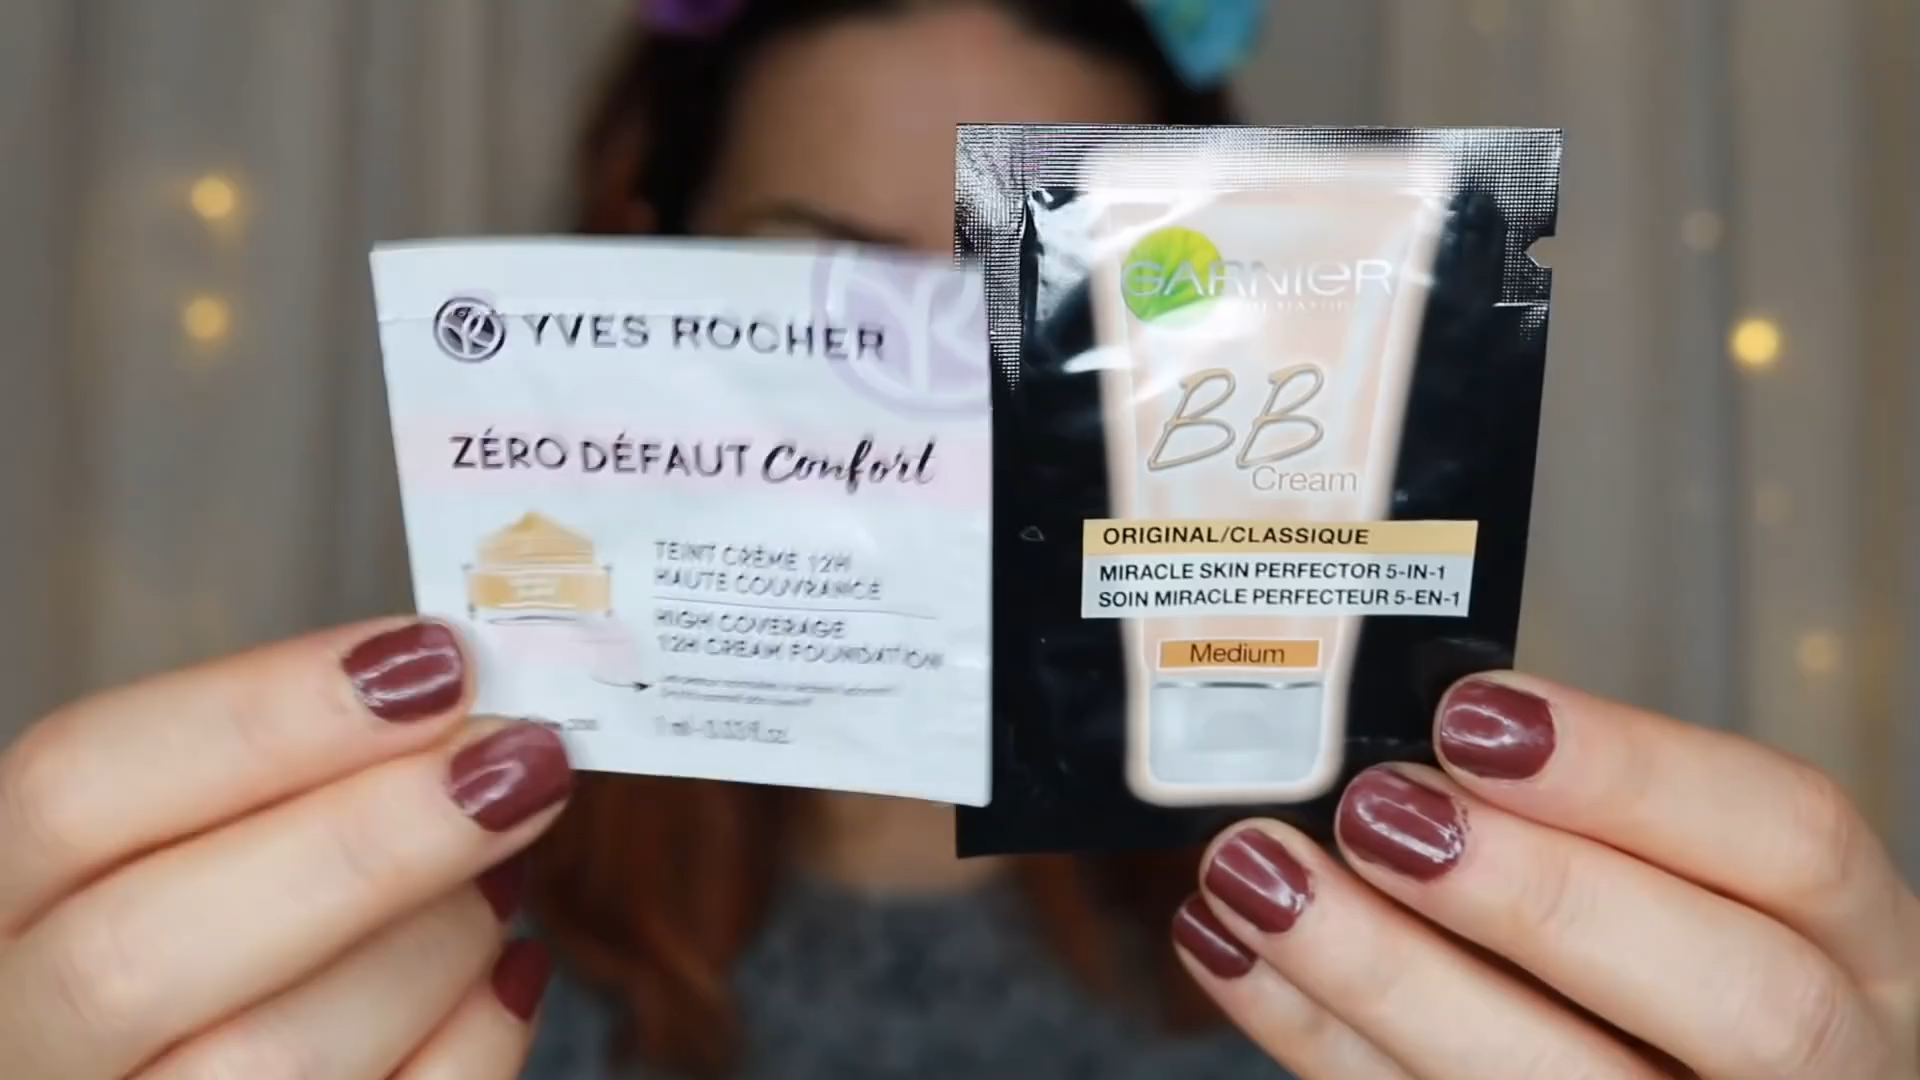 YVES ROCHER
ZÉRO DÉFAUT Confort
TEINT CRÈME 12H
HAUTE COUVRANCE
HIGH COVERAGE
12H CREAM FOUNDATION
1 ml - 0.03 fl.oz.
GARNIER
BB
Cream
ORIGINAL/CLASSIQUE
MIRACLE SKIN PERFECTOR 5-IN-1
SOIN MIRACLE PERFECTEUR 5-EN-1
Medium